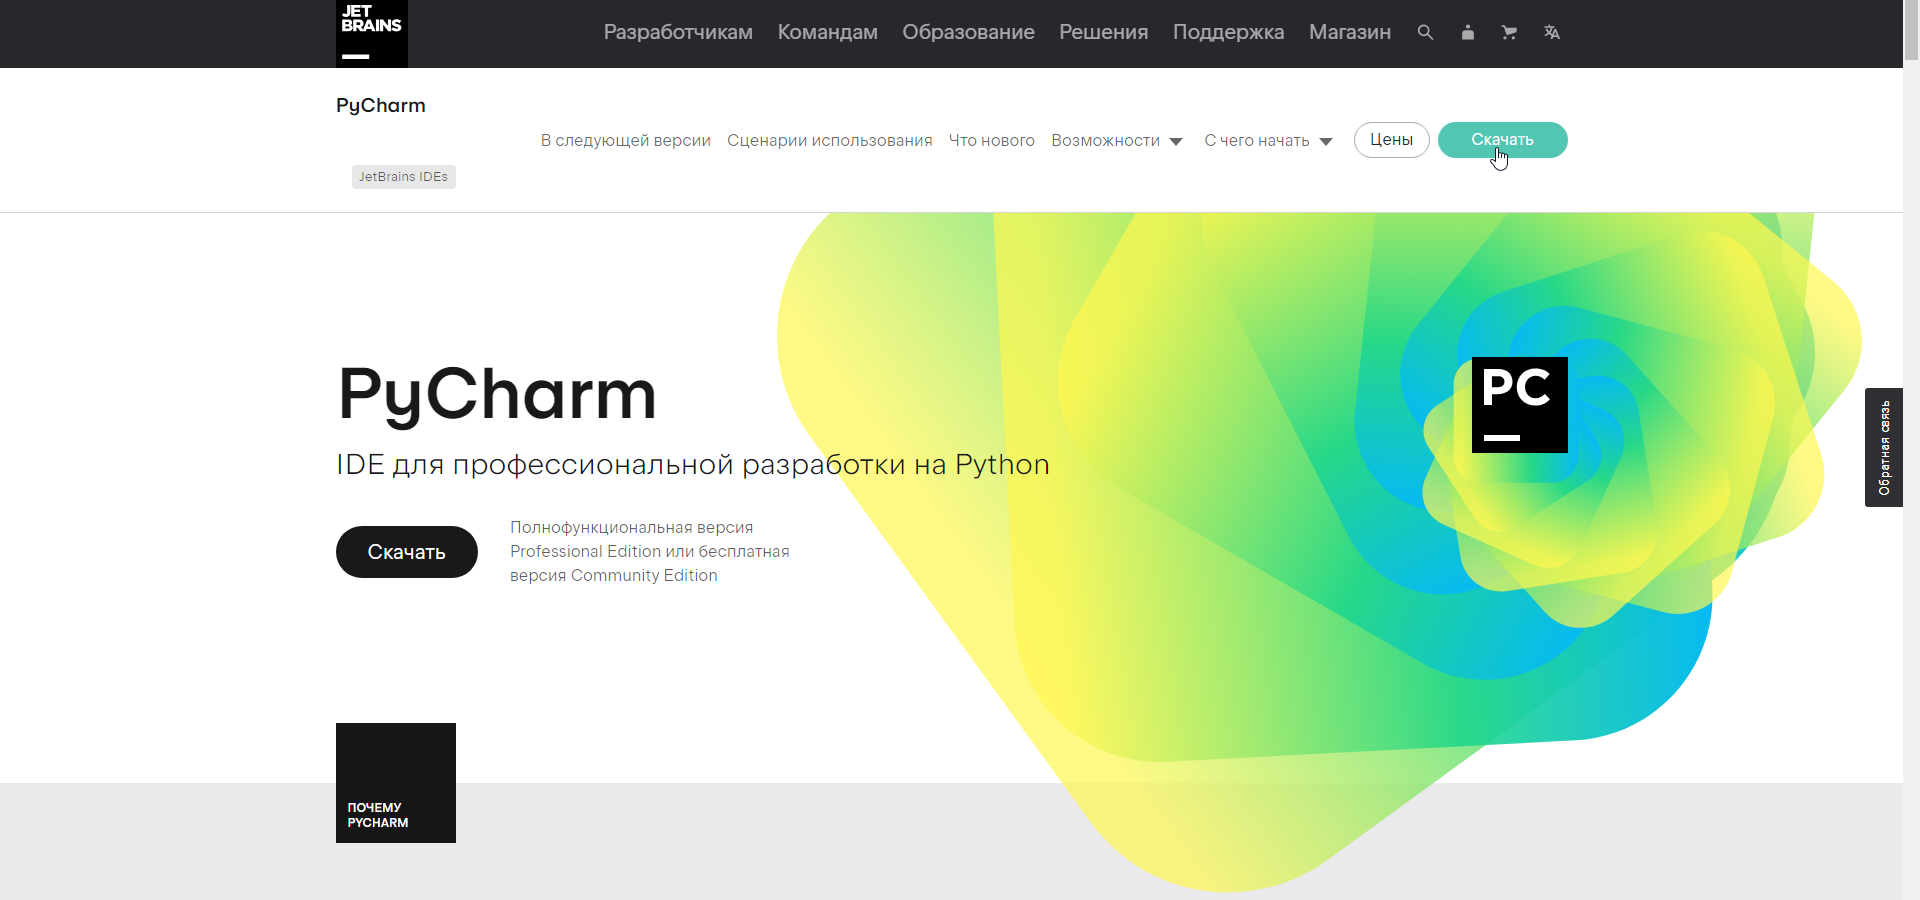 JET
BRAINS
Разработчикам Командам Образование Решения Поддержка Магазин
PyCharm
В следующей версии Сценарии использования Что нового Возможности С чего начать Цены Скачать
JetBrains IDEs
PC
PyCharm
IDE для профессиональной разработки на Python
Скачать
Полнофункциональная версия
Professional Edition или бесплатная
версия Community Edition
Обратная связь
ПОЧЕМУ
PYCHARM